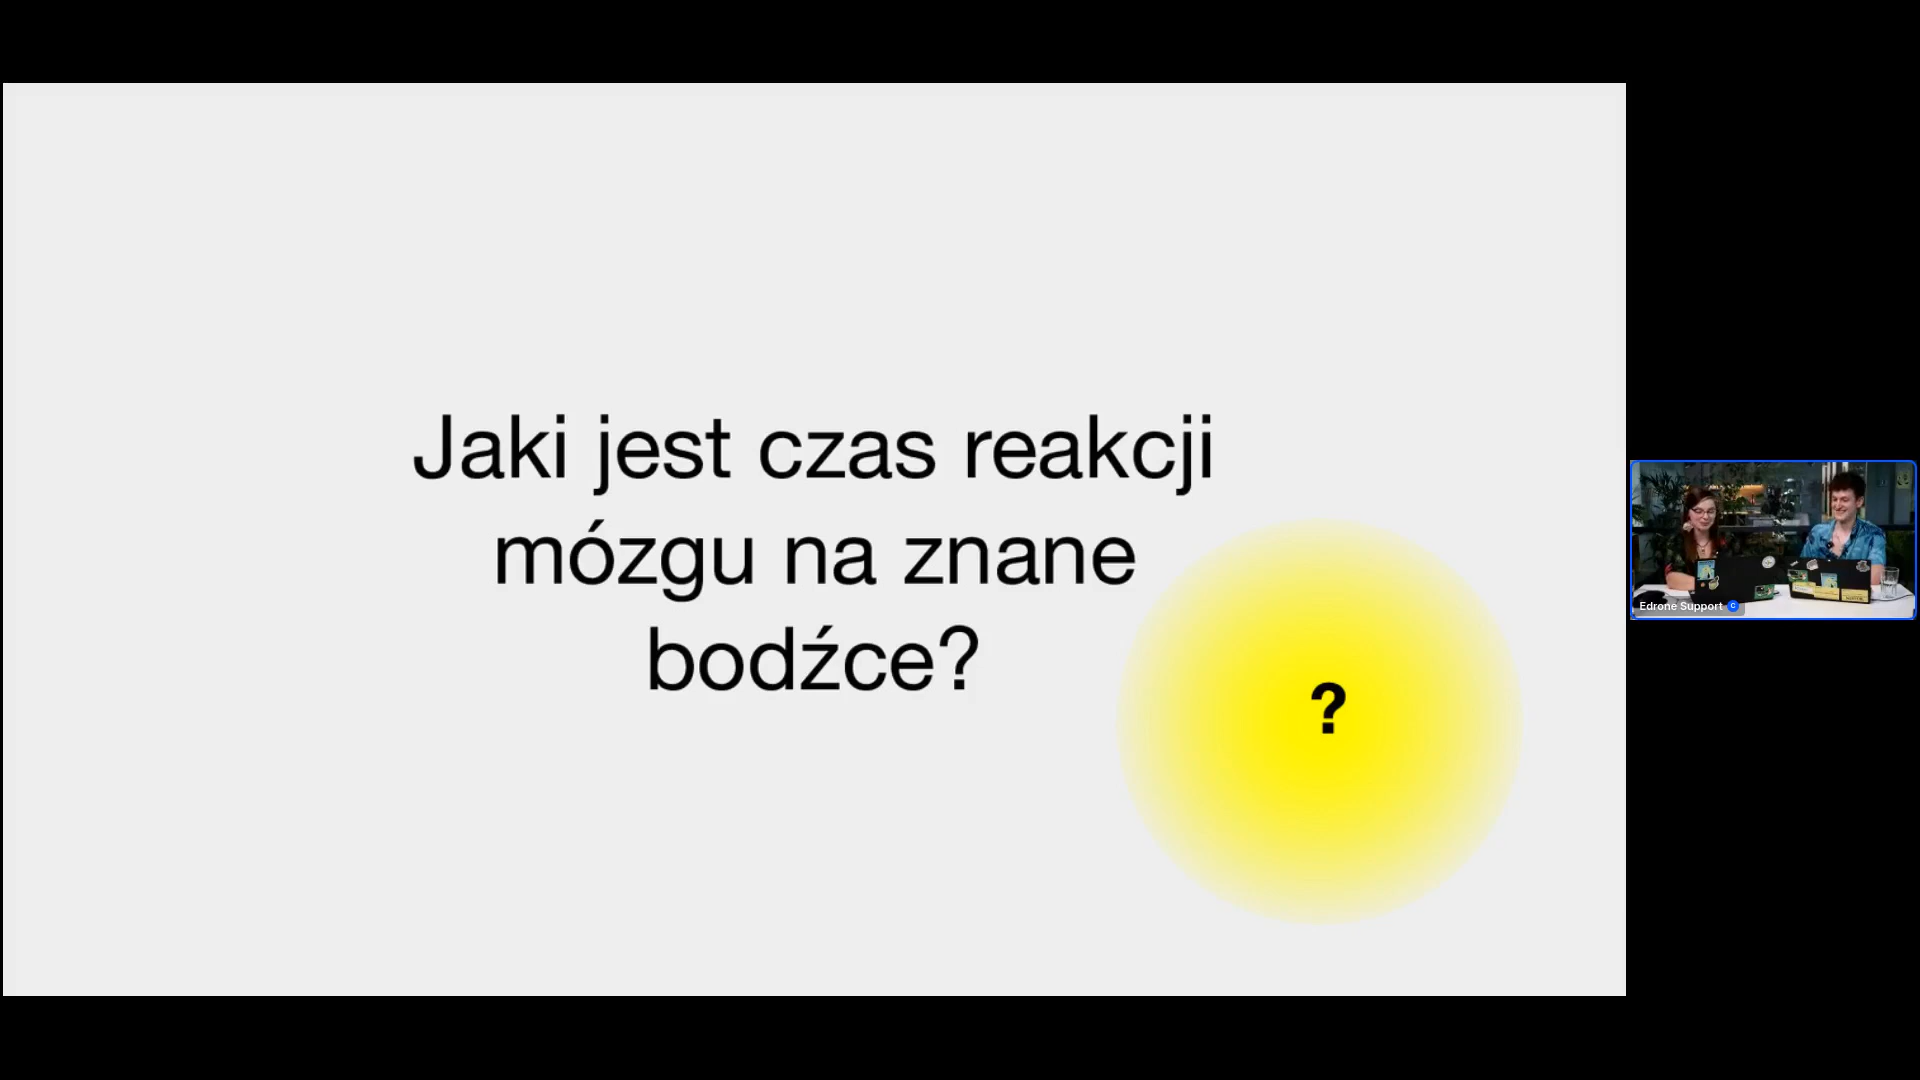 Jaki jest czas reakcji
mózgu na znane
bodźce?
?
Edrone Support